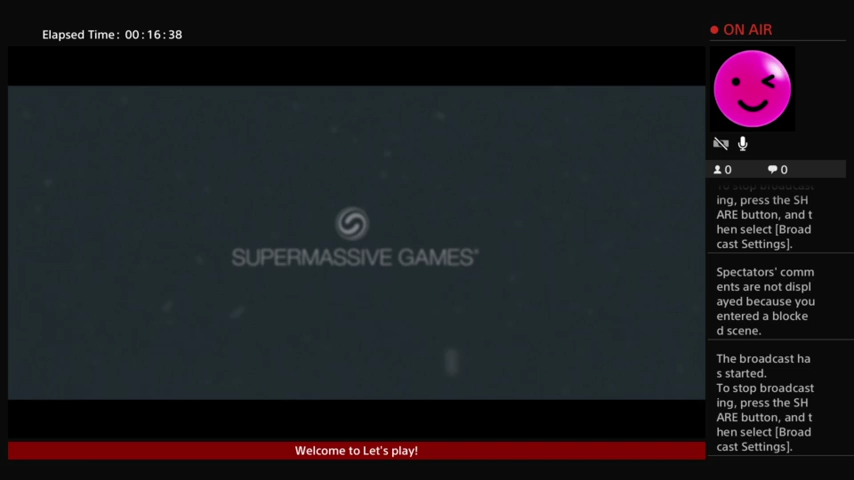 Elapsed Time: 00:16:38
ON AIR
SUPERMASSIVE GAMES
0
0
To stop broadcast
ing, press the SH
ARE button, and t
hen select [Broad
cast Settings].
Spectators' comm
ents are not displ
ayed because you
entered a blocke
d scene.
The broadcast ha
s started.
To stop broadcast
ing, press the SH
ARE button, and t
hen select [Broad
cast Settings].
Welcome to Let's play!